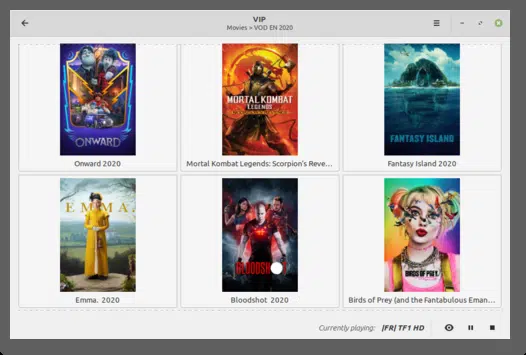 VIP
Movies > VOD EN 2020
ONWARD
Onward 2020
MORTAL KOMBAT
LEGENDS
Mortal Kombat Legends: Scorpion's Reve...
FANTASY ISLAND
Fantasy Island 2020
EMMA.
Emma. 2020
BLOODSH
Bloodshot 2020
BIRDS OF PREY
Birds of Prey (and the Fantabulous Eman...
Currently playing: |FR| TF1 HD